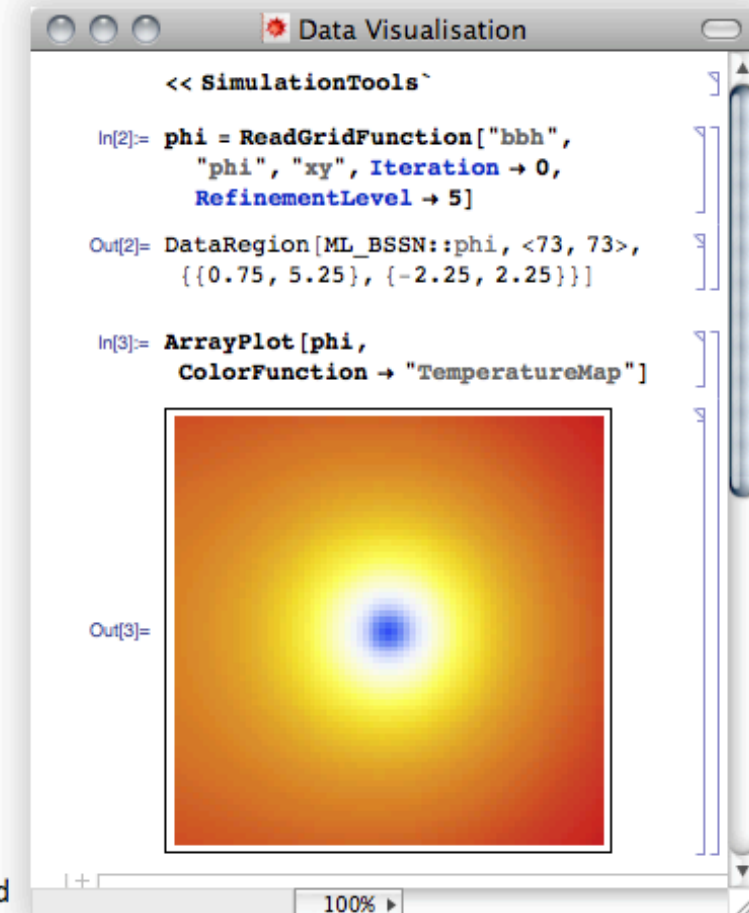 Data Visualisation
<< SimulationTools`
In[2]:= phi = ReadGridFunction["bbh",
"phi", "xy", Iteration → 0,
RefinementLevel → 5]
Out[2]= DataRegion[ML_BSSN::phi, <73, 73>,
{{0.75, 5.25}, {-2.25, 2.25}}]
In[3]:= ArrayPlot[phi,
ColorFunction → "TemperatureMap"]
Out[3]=
100%